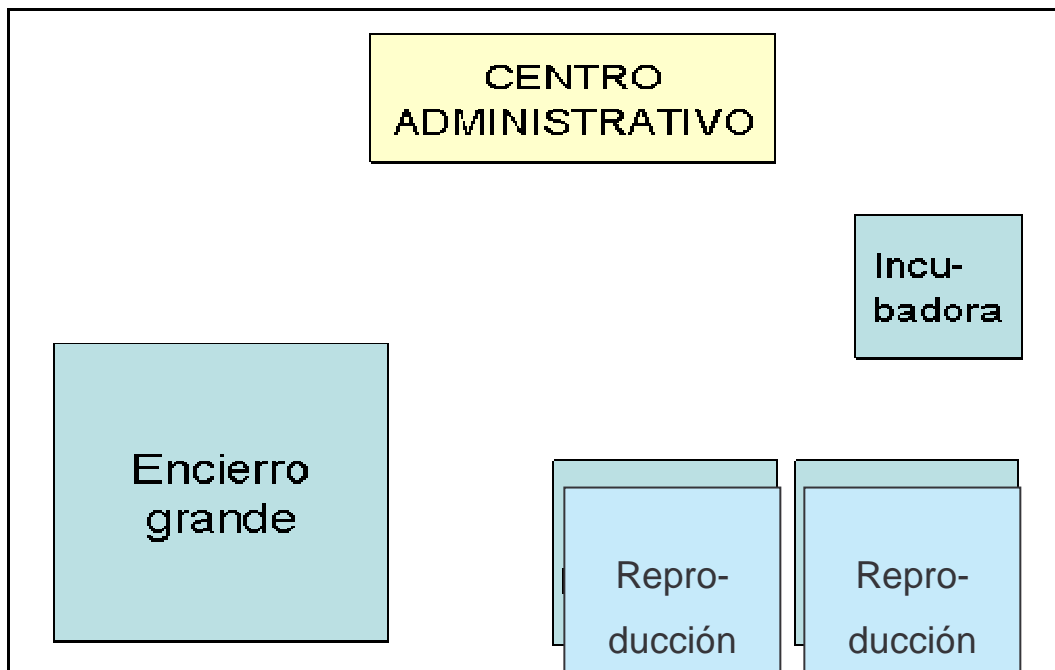 CENTRO
ADMINISTRATIVO
Incu-
badora
Encierro
grande
Repro-
ducción
Repro-
ducción